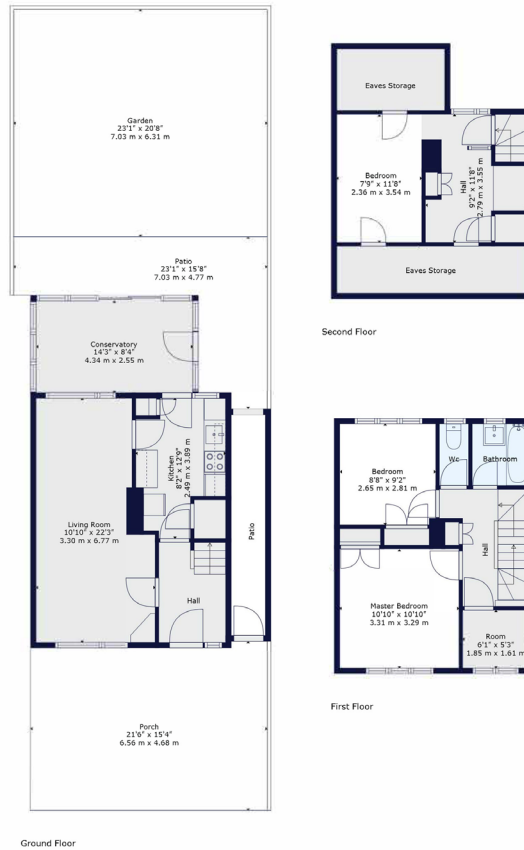 Garden
23'1" x 20'8"
7.03 m x 6.31 m
Patio
23'1" x 15'8"
7.03 m x 4.77 m
Conservatory
14'3" x 8'4"
4.34 m x 2.55 m
Kitchen
8'2" x 12'9"
2.49 m x 3.89 m
Living Room
10'10" x 22'3"
3.30 m x 6.77 m
Hall
Patio
Porch
21'6" x 15'4"
6.56 m x 4.68 m
Ground Floor
Eaves Storage
Bedroom
7'9" x 11'8"
2.36 m x 3.54 m
Hall
9'2" x 11'8"
2.79 m x 3.55 m
Eaves Storage
Second Floor
Wc
Bathroom
Bedroom
8'8" x 9'2"
2.65 m x 2.81 m
Hall
Master Bedroom
10'10" x 10'10"
3.31 m x 3.29 m
Room
6'1" x 5'3"
1.85 m x 1.61 m
First Floor